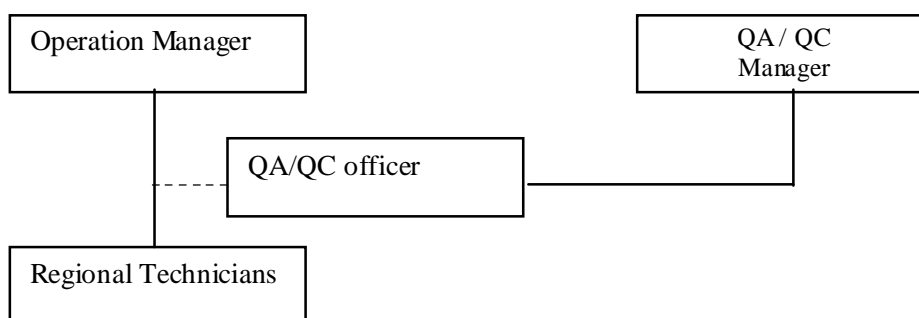 Operation Manager
QA / QC
Manager
QA/QC officer
Regional Technicians